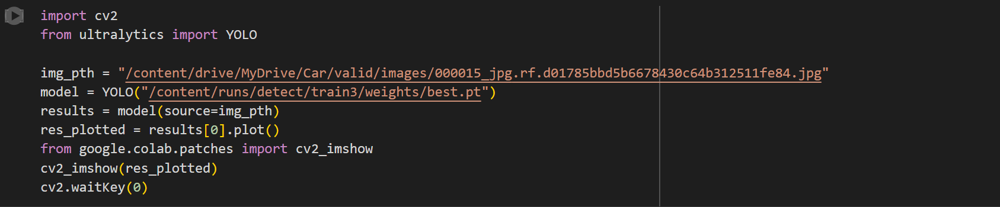 import cv2
from ultralytics import YOLO
img_pth = "/content/drive/MyDrive/Car/valid/images/000015_jpg.rf.d01785bbd5b6678430c64b312511fe84.jpg"
model = YOLO("/content/runs/detect/train3/weights/best.pt")
results = model(source=img_pth)
res_plotted = results[0].plot()
from google.colab.patches import cv2_imshow
cv2_imshow(res_plotted)
cv2.waitKey(0)